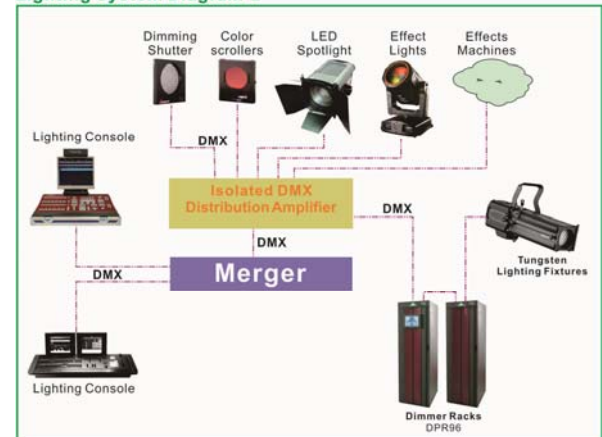 Dimming
Shutter
Color
scrollers
LED
Spotlight
Effect
Lights
Effects
Machines
Lighting Console
DMX
Isolated DMX
Distribution Amplifier
DMX
DMX
Merger
DMX
Tungsten
Lighting Fixtures
Lighting Console
Dimmer Racks
DPR96